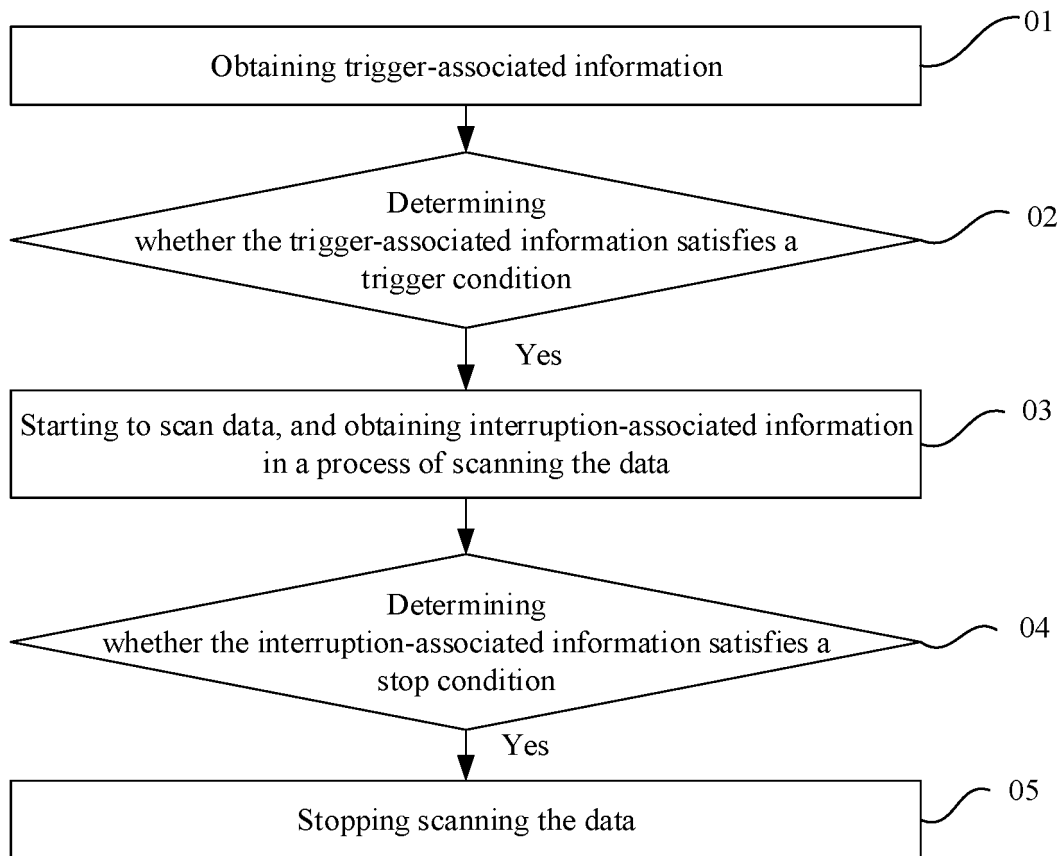 01
Obtaining trigger-associated information
Determining
whether the trigger-associated information satisfies a
trigger condition
02
Yes
Starting to scan data, and obtaining interruption-associated information
in a process of scanning the data
03
Determining
whether the interruption-associated information satisfies a
stop condition
04
Yes
Stopping scanning the data
05